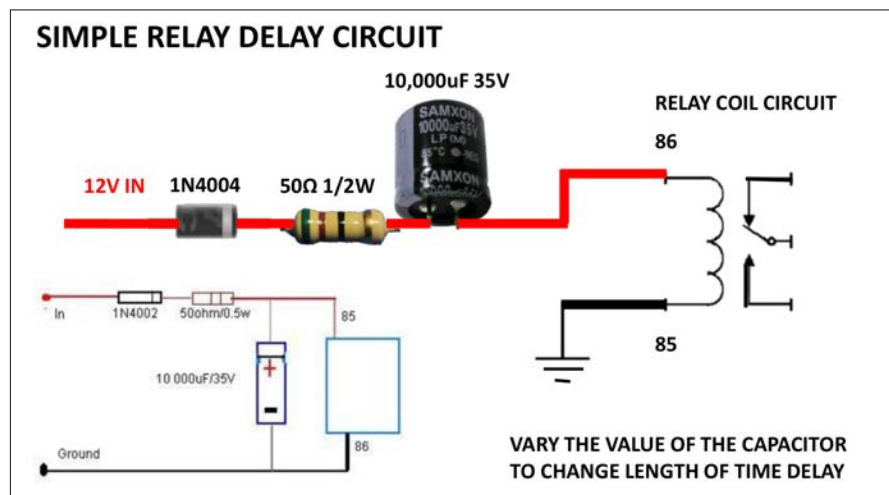 SIMPLE RELAY DELAY CIRCUIT
10,000uF 35V
RELAY COIL CIRCUIT
86
SAMXON
10000uF35V
LP (M)
SAMXON
12V IN
1N4004
50Ω 1/2W
In
1N4002
50ohm/0.5w
85
85
10 000uF/35V
+
-
86
Ground
VARY THE VALUE OF THE CAPACITOR
TO CHANGE LENGTH OF TIME DELAY